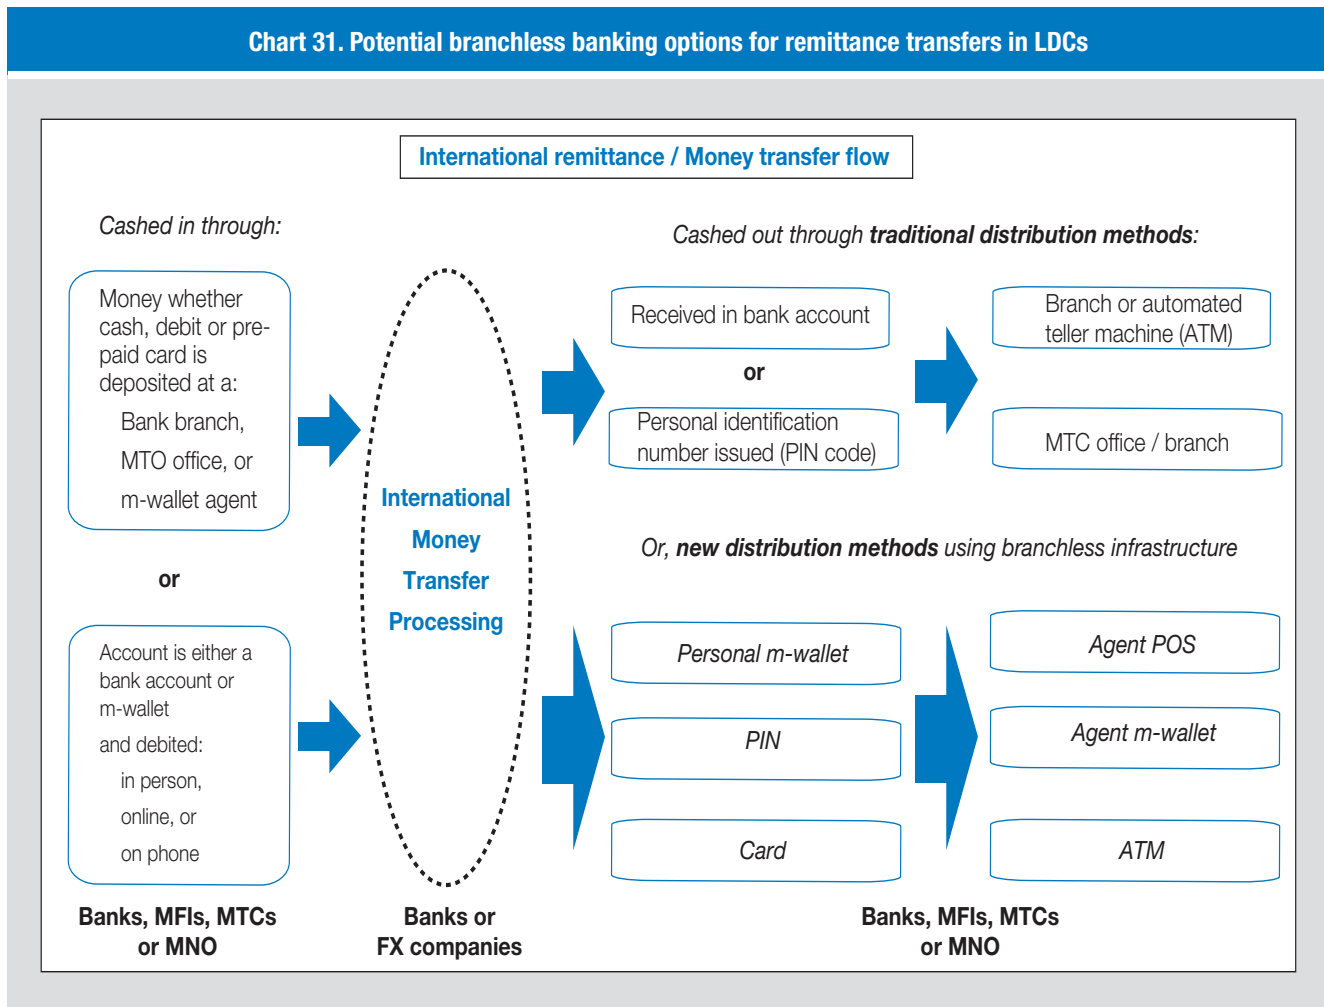 Chart 31. Potential branchless banking options for remittance transfers in LDCs
International remittance / Money transfer flow
Cashed in through:
Money whether
cash, debit or pre-
paid card is
deposited at a:
Bank branch,
MTO office, or
m-wallet agent
or
Account is either a
bank account or
m-wallet
and debited:
in person,
online, or
on phone
Banks, MFIs, MTCs
or MNO
International
Money
Transfer
Processing
Banks or
FX companies
Cashed out through traditional distribution methods:
Received in bank account
or
Personal identification
number issued (PIN code)
Branch or automated
teller machine (ATM)
MTC office / branch
Or, new distribution methods using branchless infrastructure
Personal m-wallet
PIN
Card
Agent POS
Agent m-wallet
ATM
Banks, MFIs, MTCs
or MNO